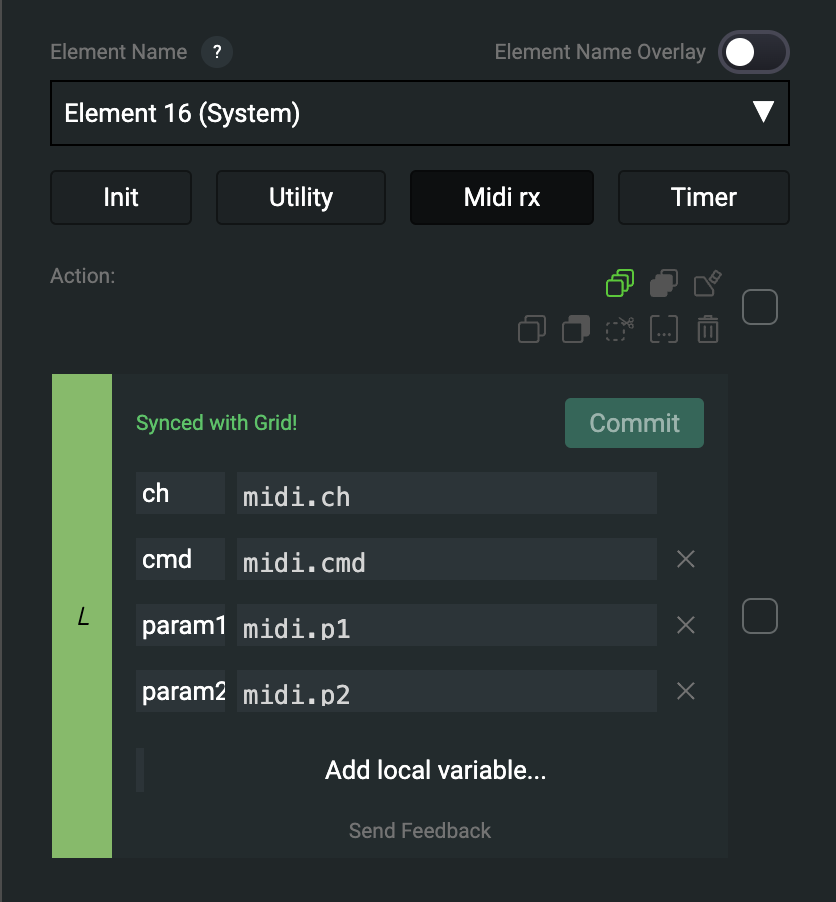 Element Name ? Element Name Overlay
Element 16 (System)
Init Utility Midi rx Timer
Action:
Synced with Grid! Commit
ch midi.ch
cmd midi.cmd
param1 midi.p1
param2 midi.p2
L
Add local variable...
Send Feedback